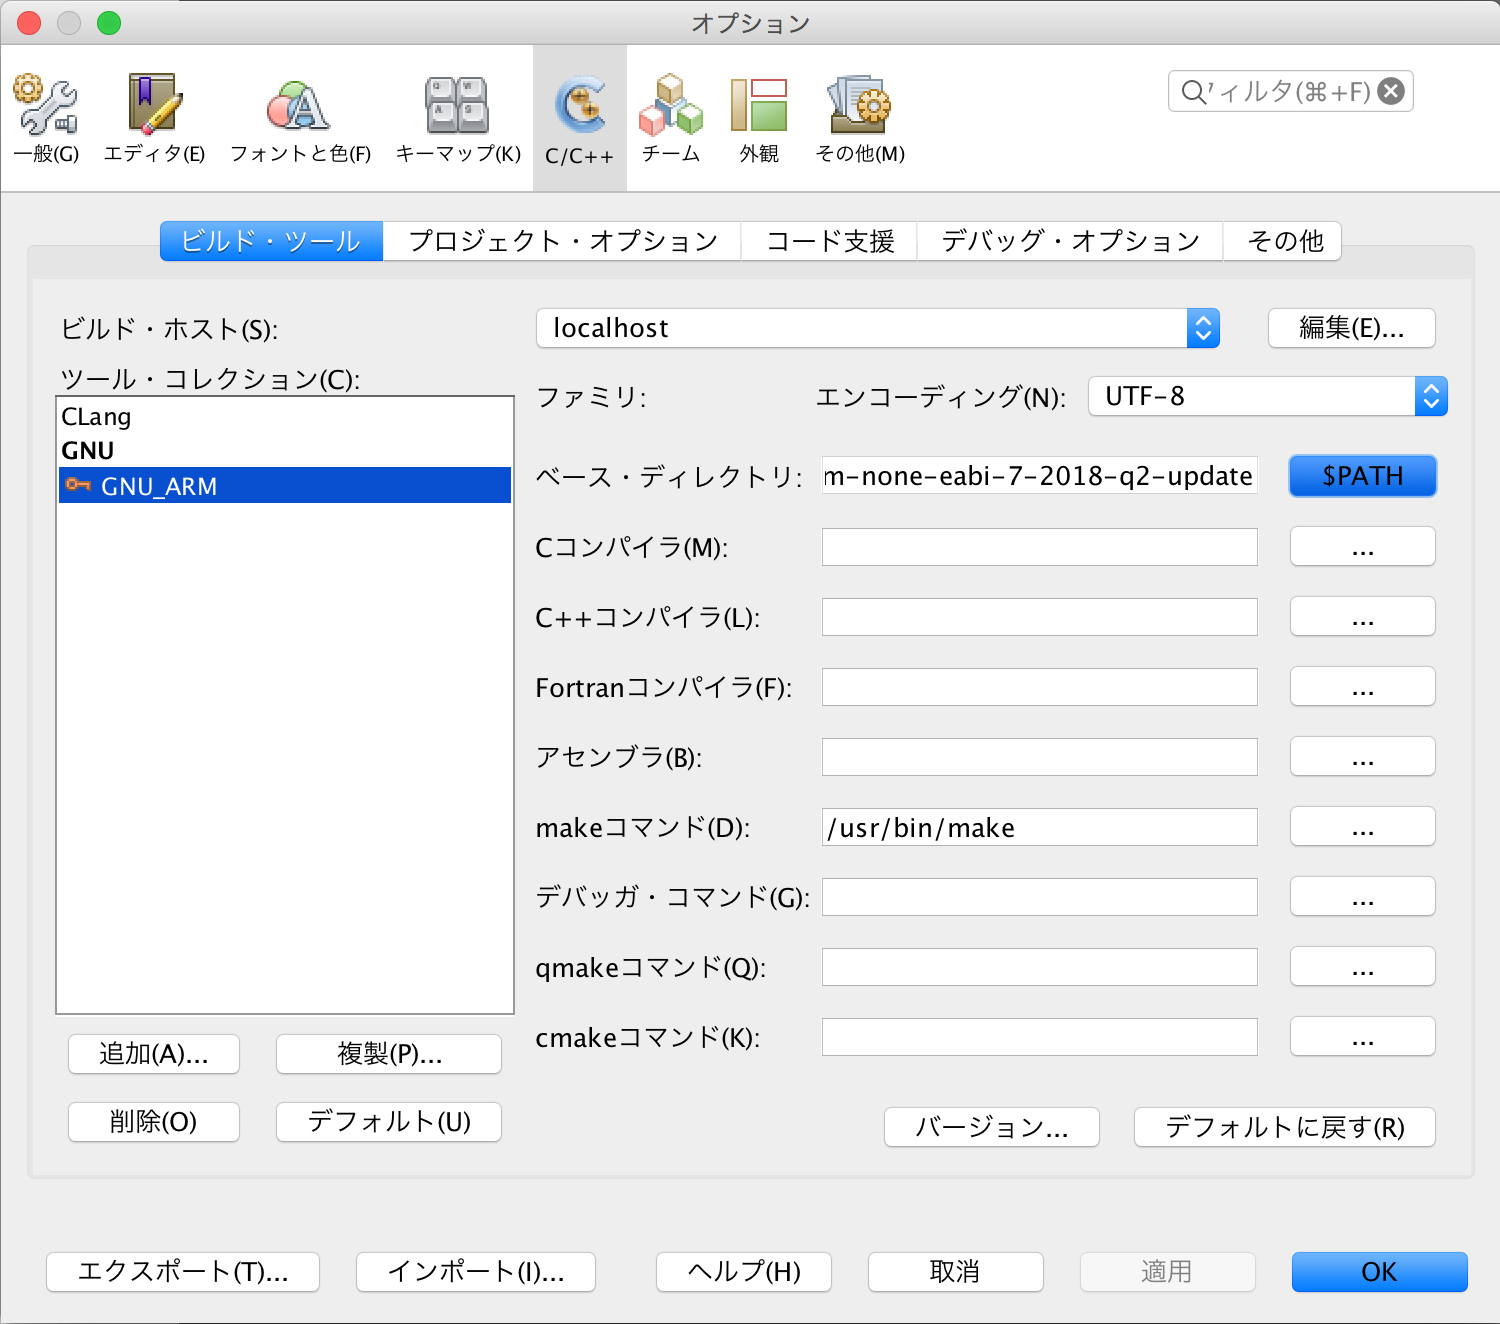 オプション
一般(G)
エディタ(E)
フォントと色(F)
キーマップ(K)
C/C++
チーム
外観
その他(M)
ィルタ(⌘+F)
ビルド・ツール
プロジェクト・オプション
コード支援
デバッグ・オプション
その他
ビルド・ホスト(S):
localhost
編集(E)...
ツール・コレクション(C):
CLang
GNU
GNU_ARM
ファミリ:
エンコーディング(N):
UTF-8
ベース・ディレクトリ:
m-none-eabi-7-2018-q2-update
$PATH
Cコンパイラ(M):
...
C++コンパイラ(L):
...
Fortranコンパイラ(F):
...
アセンブラ(B):
...
makeコマンド(D):
/usr/bin/make
...
デバッガ・コマンド(G):
...
qmakeコマンド(Q):
...
cmakeコマンド(K):
...
追加(A)...
複製(P)...
削除(O)
デフォルト(U)
バージョン...
デフォルトに戻す(R)
エクスポート(T)...
インポート(I)...
ヘルプ(H)
取消
適用
OK